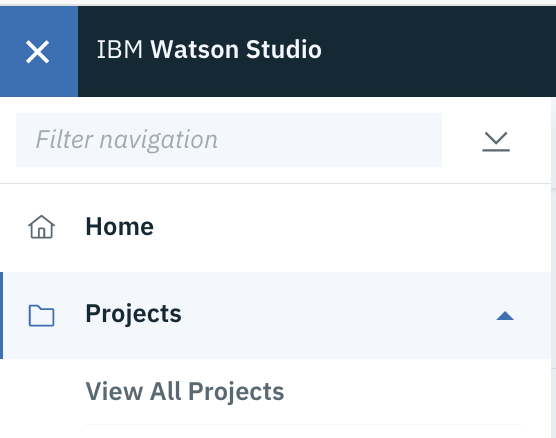 IBM Watson Studio
Filter navigation
Home
Projects
View All Projects